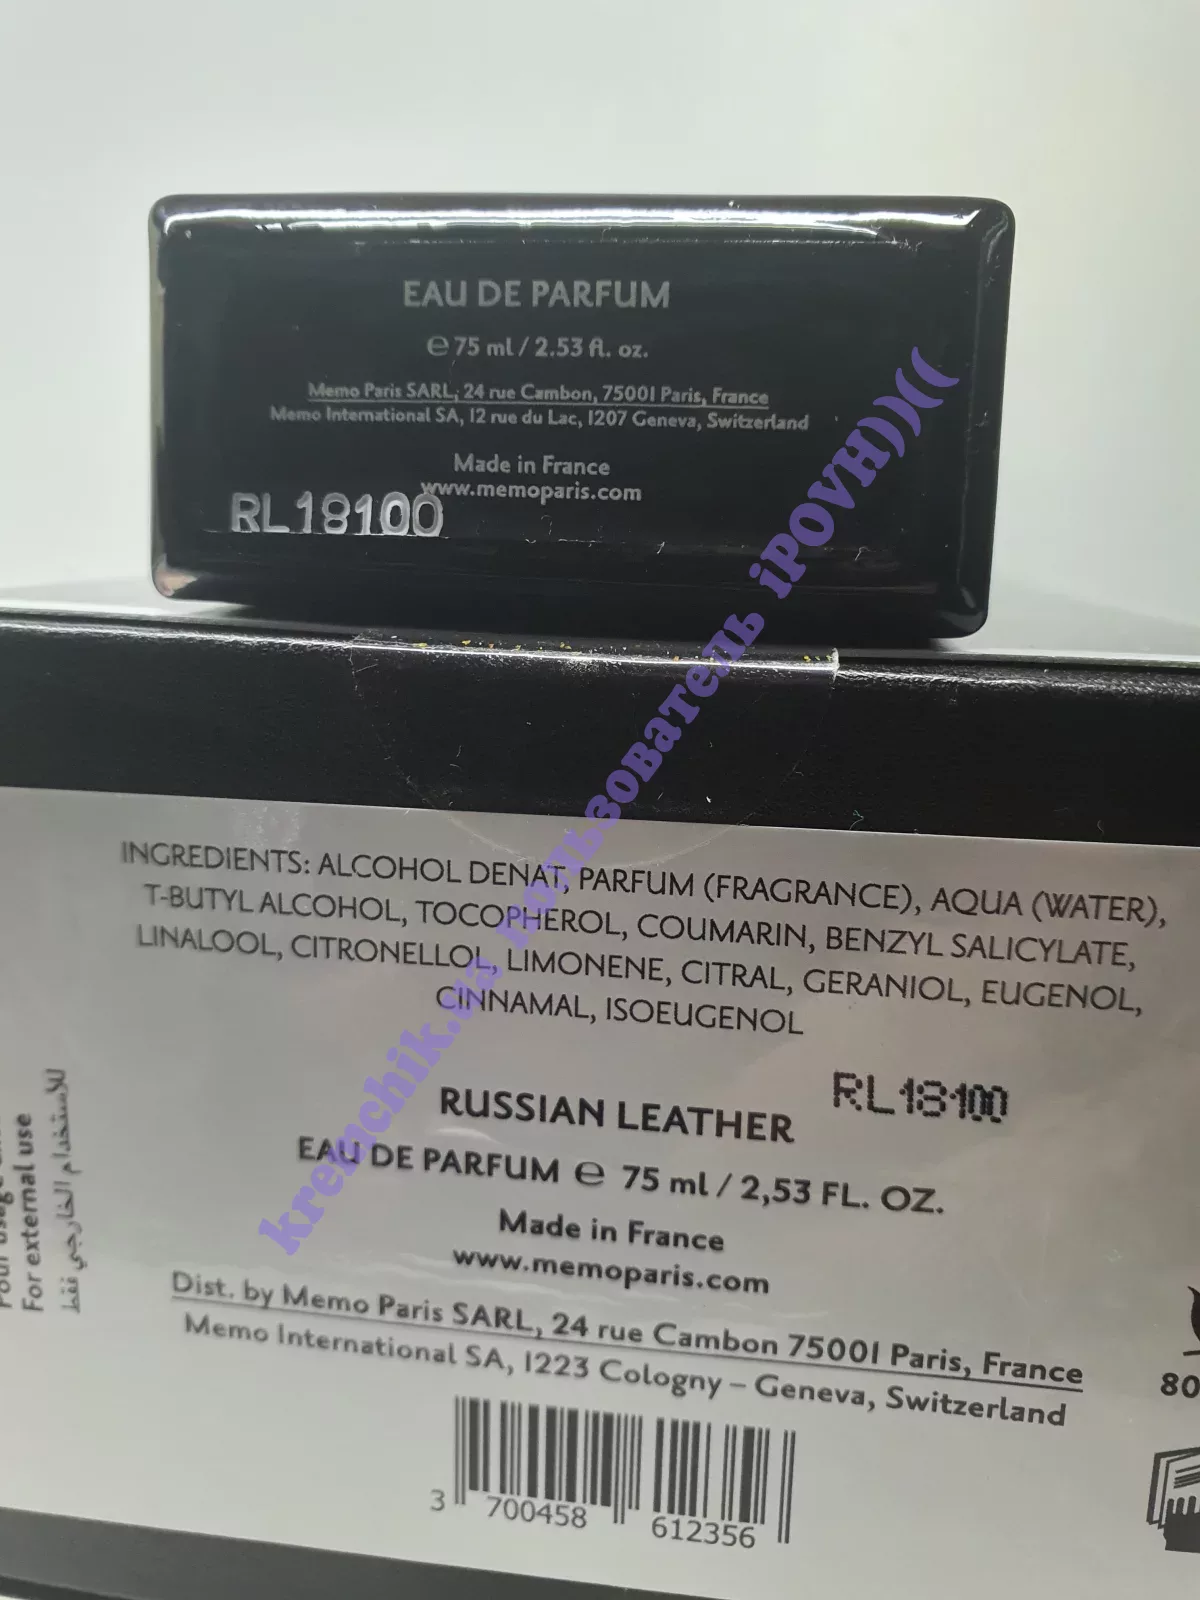 EAU DE PARFUM
℮ 75 ml / 2.53 fl. oz.
Memo Paris SARL, 24 rue Cambon, 75001 Paris, France
Memo International SA, 12 rue du Lac, 1207 Geneva, Switzerland
Made in France
www.memoparis.com
RL18100
INGREDIENTS: ALCOHOL DENAT, PARFUM (FRAGRANCE), AQUA (WATER),
T-BUTYL ALCOHOL, TOCOPHEROL, COUMARIN, BENZYL SALICYLATE,
LINALOOL, CITRONELLOL, LIMONENE, CITRAL, GERANIOL, EUGENOL,
CINNAMAL, ISOEUGENOL
RL18100
RUSSIAN LEATHER
EAU DE PARFUM ℮ 75 ml / 2,53 FL. OZ.
Made in France
www.memoparis.com
Dist. by Memo Paris SARL, 24 rue Cambon 75001 Paris, France
Memo International SA, 1223 Cologny – Geneva, Switzerland
3 700458 612356
For external use
للاستخدام الخارجي فقط
80
kremchik.ua пользователь iPOVH))((